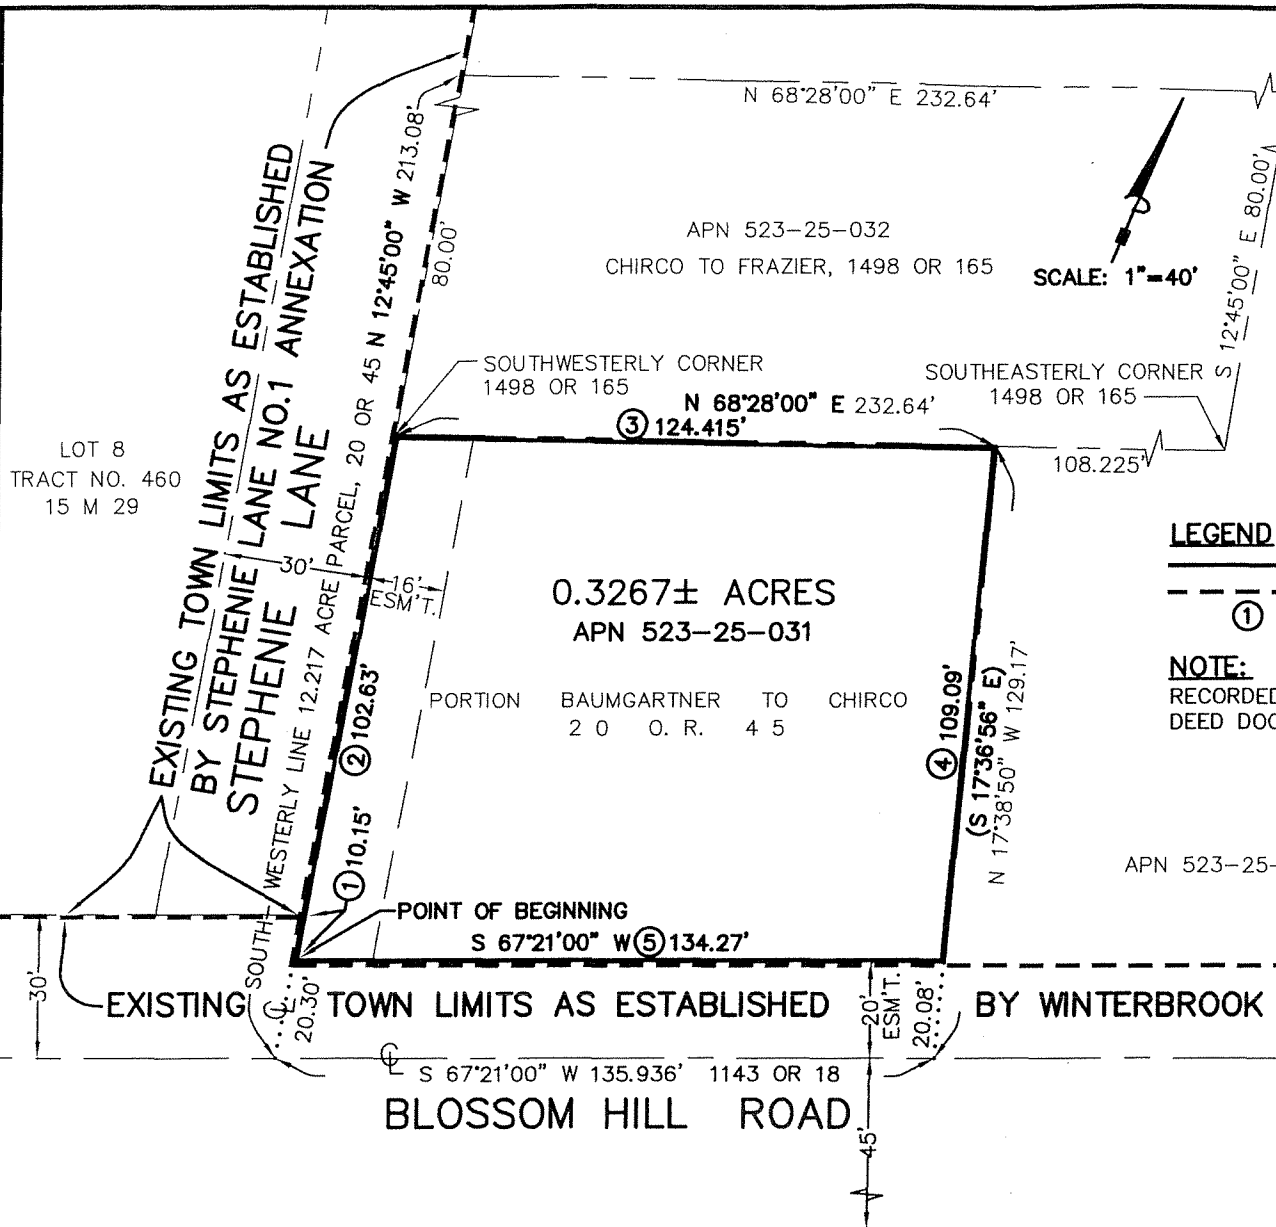 N 68°28'00" E 232.64'
APN 523-25-032
CHIRCO TO FRAZIER, 1498 OR 165
SCALE: 1"=40'
S 12°45'00" E 80.00'
EXISTING TOWN LIMITS AS ESTABLISHED
BY STEPHENIE LANE NO.1 ANNEXATION
STEPHENIE LANE
SOUTH-WESTERLY LINE 12.217 ACRE PARCEL, 20 OR 45 N 12°45'00" W 213.08'
80.00'
SOUTHWESTERLY CORNER
1498 OR 165
SOUTHEASTERLY CORNER
1498 OR 165
N 68°28'00" E 232.64'
③ 124.415'
108.225'
LOT 8
TRACT NO. 460
15 M 29
30'
16'
ESM'T.
LEGEND
①
NOTE:
RECORDED
DEED DOC
0.3267± ACRES
APN 523-25-031
PORTION BAUMGARTNER TO CHIRCO
20 O.R. 45
② 102.63'
① 10.15'
④ 109.09'
(S 17°36'56" E)
N 17°38'50" W 129.17'
APN 523-25-
POINT OF BEGINNING
S 67°21'00" W ⑤ 134.27'
30'
EXISTING TOWN LIMITS AS ESTABLISHED BY WINTERBROOK
℄
20.30'
20'
ESM'T.
20.08'
℄
S 67°21'00" W 135.936' 1143 OR 18
BLOSSOM HILL ROAD
45'